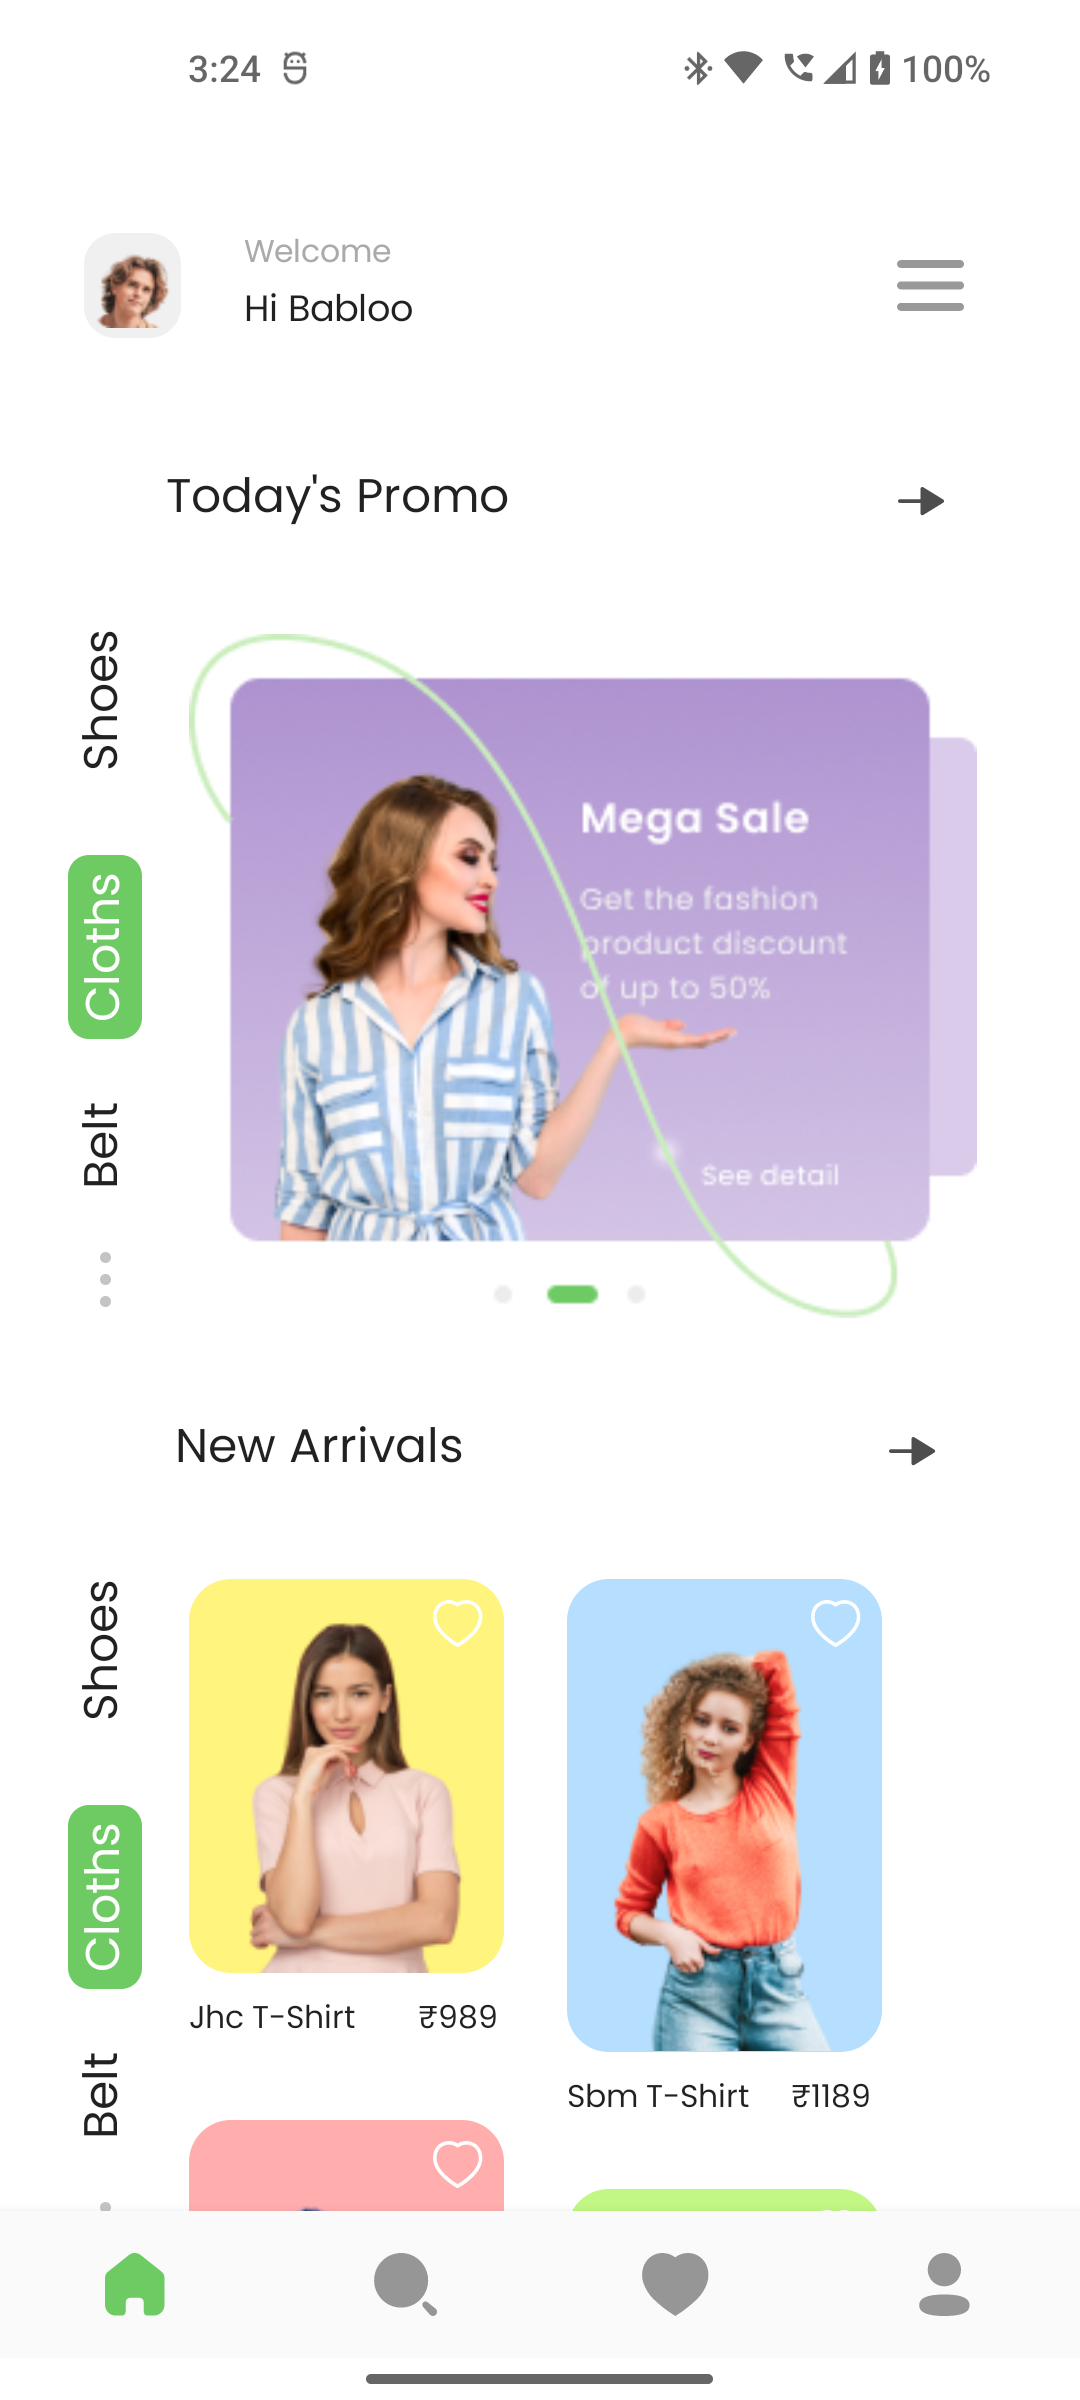 3:24
100%
Welcome
Hi Babloo
Today's Promo
Shoes
Cloths
Belt
Mega Sale
Get the fashion
product discount
of up to 50%
See detail
New Arrivals
Shoes
Cloths
Belt
Jhc T-Shirt ₹989
Sbm T-Shirt ₹1189